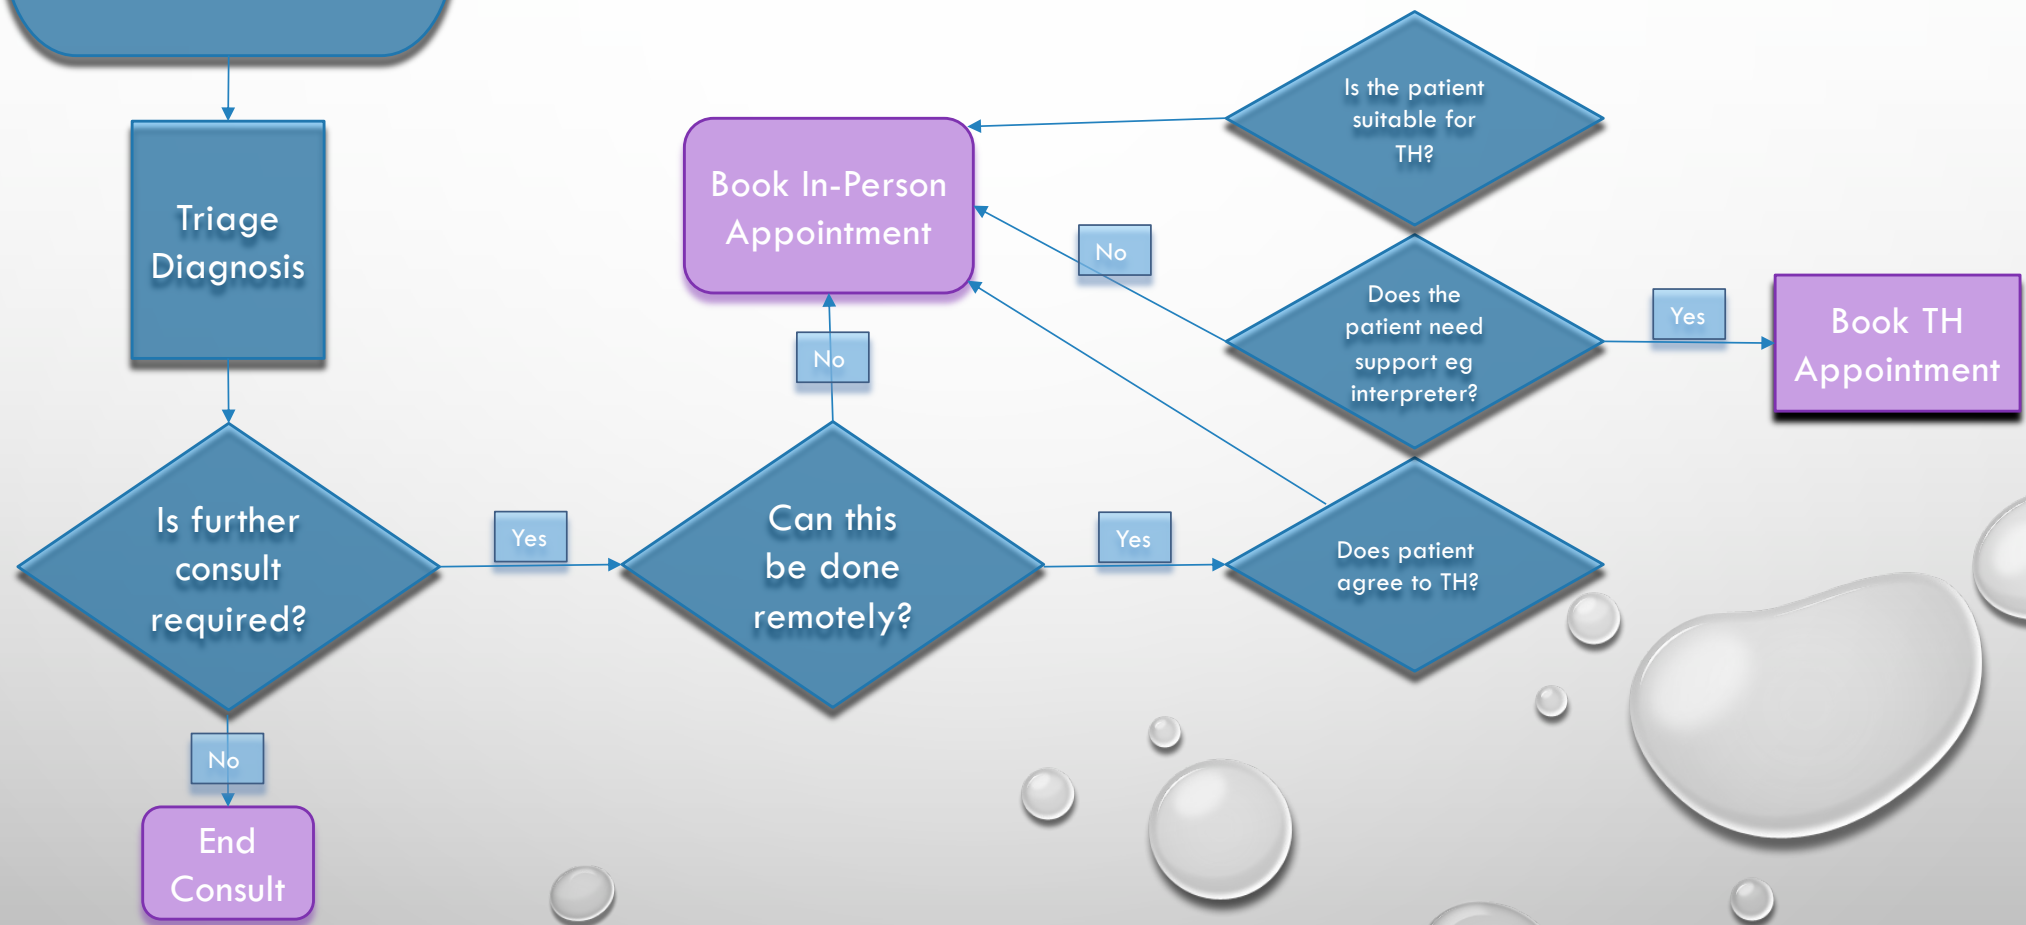 Triage
Diagnosis
Is further
consult
required?
No
End
Consult
Yes
Can this
be done
remotely?
No
Book In-Person
Appointment
Yes
Does patient
agree to TH?
Does the
patient need
support eg
interpreter?
Is the patient
suitable for
TH?
No
Yes
Book TH
Appointment